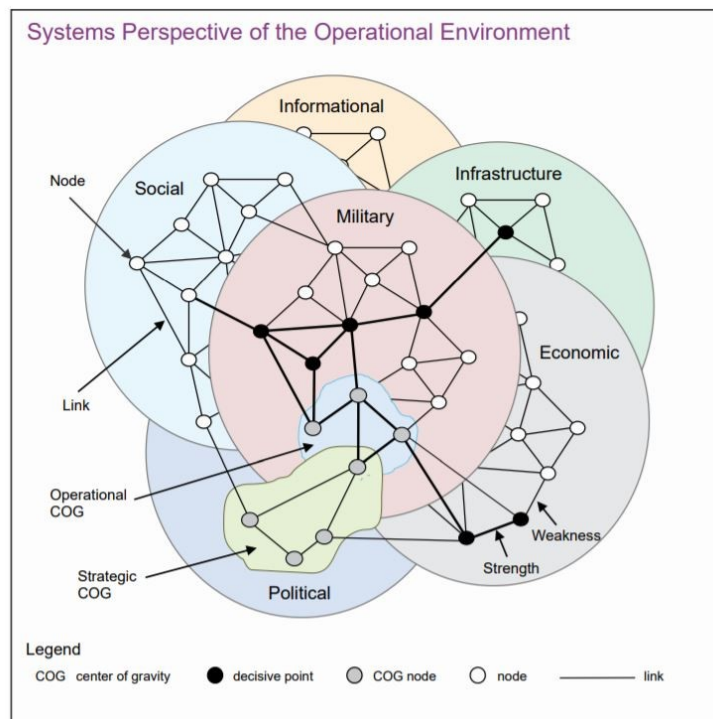 Systems Perspective of the Operational Environment
Informational
Infrastructure
Node
Social
Military
Economic
Link
Operational
COG
Weakness
Strength
Strategic
COG
Political
Legend
COG center of gravity decisive point COG node node link